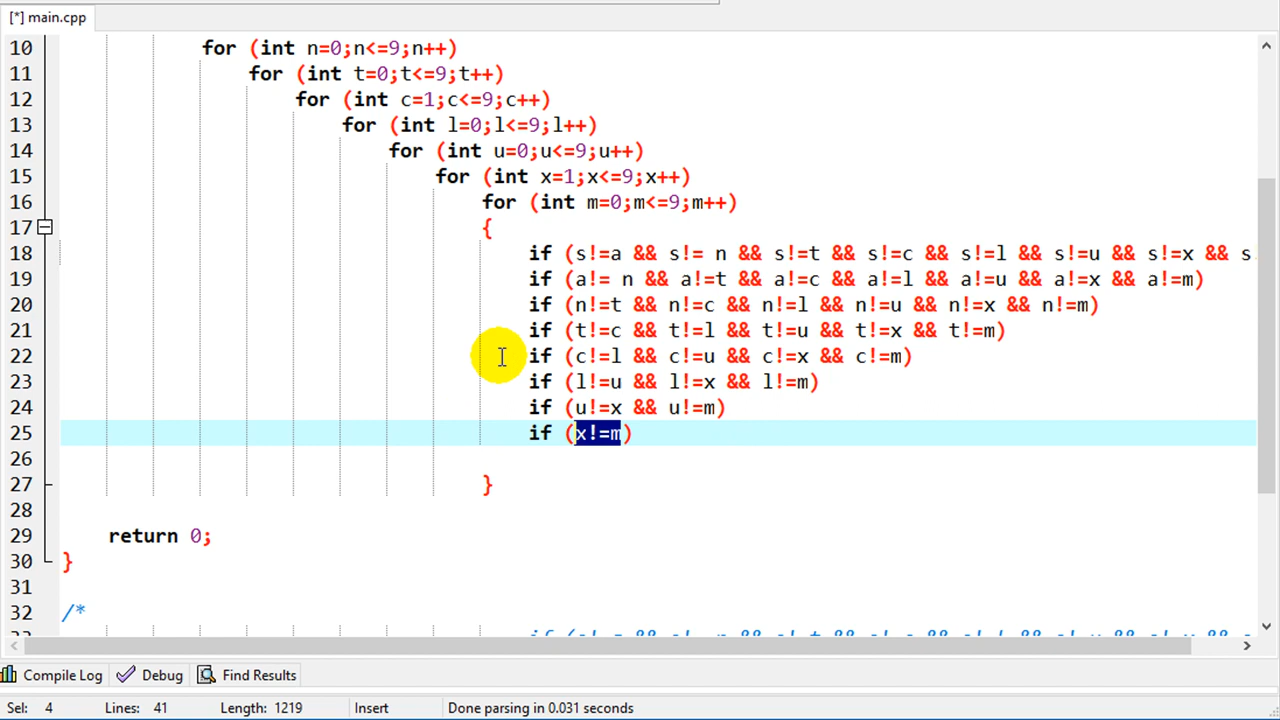 [*] main.cpp
10 for (int n=0;n<=9;n++)
11 for (int t=0;t<=9;t++)
12 for (int c=1;c<=9;c++)
13 for (int l=0;l<=9;l++)
14 for (int u=0;u<=9;u++)
15 for (int x=1;x<=9;x++)
16 for (int m=0;m<=9;m++)
17 {
18 if (s!=a && s!= n && s!=t && s!=c && s!=l && s!=u && s!=x && s
19 if (a!= n && a!=t && a!=c && a!=l && a!=u && a!=x && a!=m)
20 if (n!=t && n!=c && n!=l && n!=u && n!=x && n!=m)
21 if (t!=c && t!=l && t!=u && t!=x && t!=m)
22 if (c!=l && c!=u && c!=x && c!=m)
23 if (l!=u && l!=x && l!=m)
24 if (u!=x && u!=m)
25 if (x!=m)
26
27 }
28
29 return 0;
30 }
31
32 /*
Compile Log Debug Find Results
Sel: 4 Lines: 41 Length: 1219 Insert Done parsing in 0.031 seconds